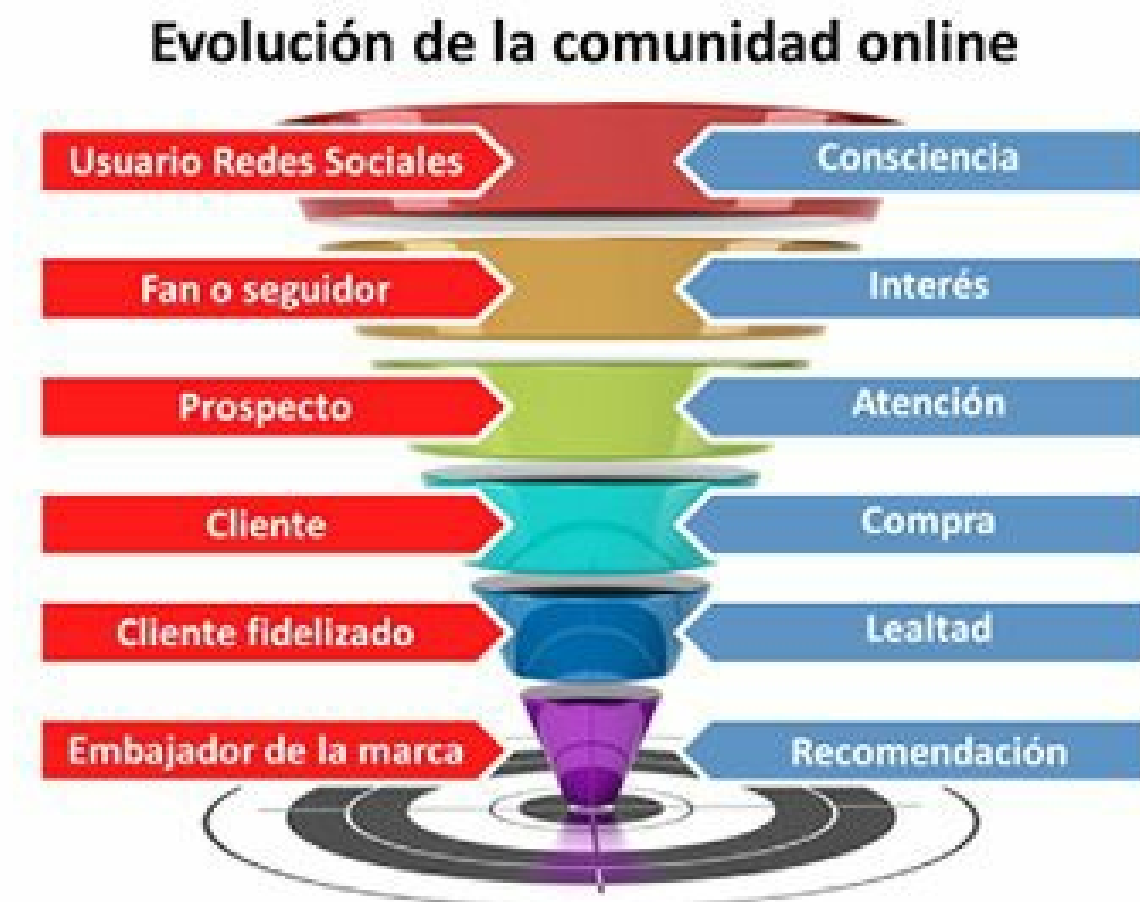 Evolución de la comunidad online
Usuario Redes Sociales
Consciencia
Fan o seguidor
Interés
Prospecto
Atención
Cliente
Compra
Cliente fidelizado
Lealtad
Embajador de la marca
Recomendación